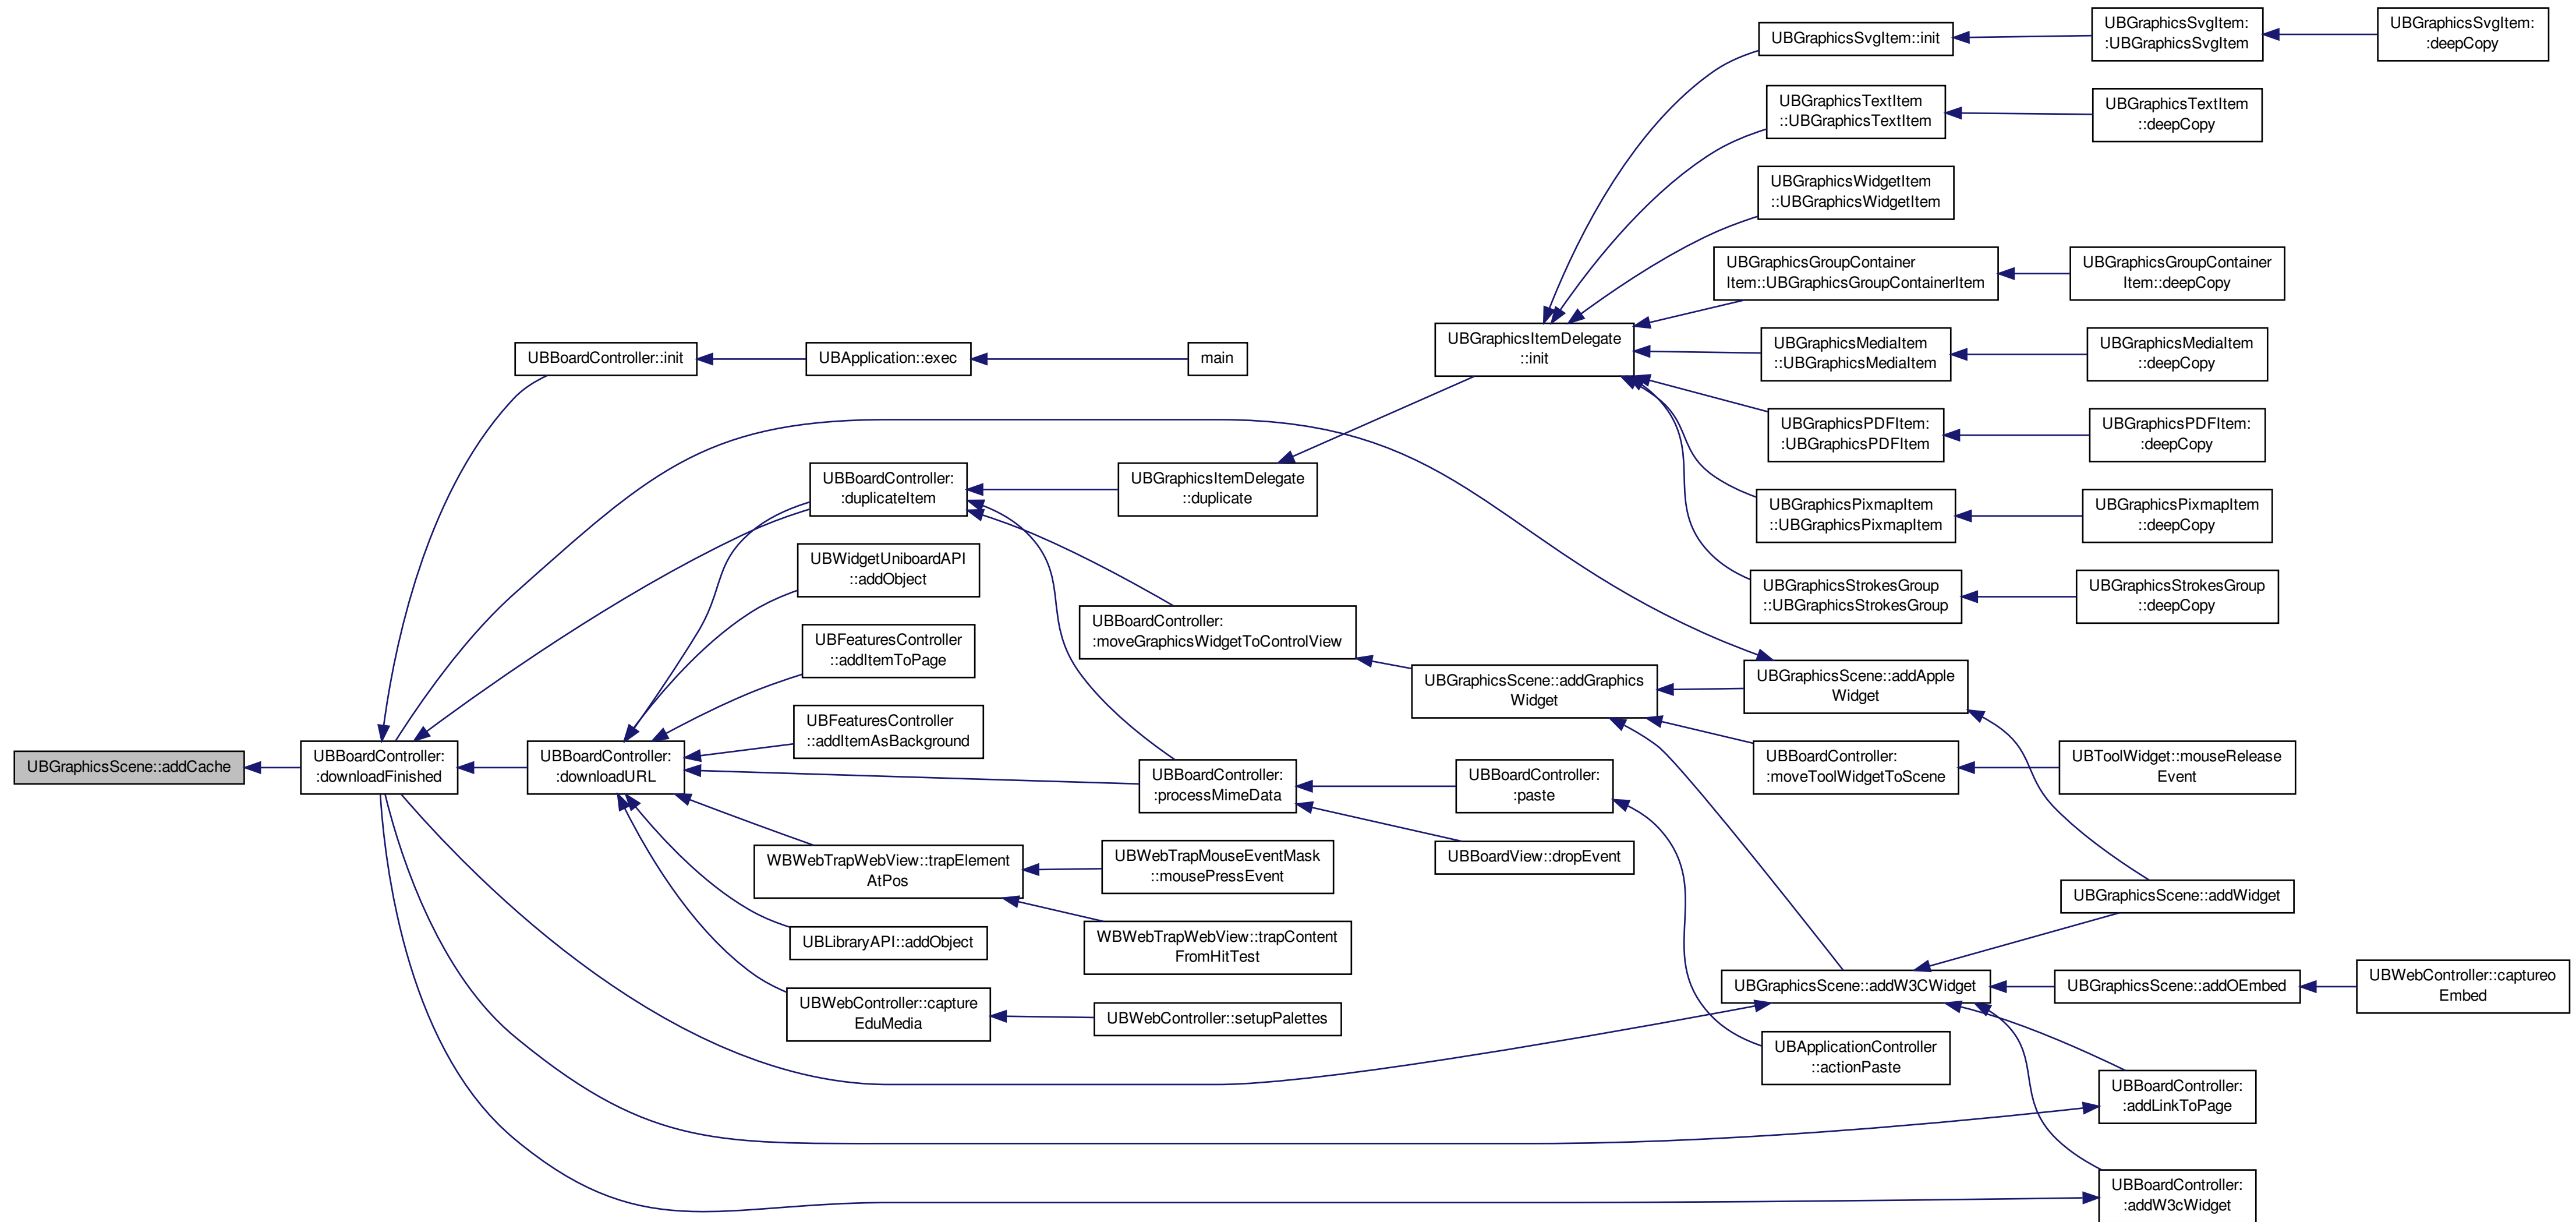 UBGraphicsSvgItem::init
UBGraphicsSvgItem:
:UBGraphicsSvgItem
UBGraphicsSvgItem:
:deepCopy
UBGraphicsTextItem
::UBGraphicsTextItem
UBGraphicsTextItem
::deepCopy
UBGraphicsWidgetItem
::UBGraphicsWidgetItem
UBGraphicsGroupContainer
Item::UBGraphicsGroupContainerItem
UBGraphicsGroupContainer
Item::deepCopy
UBGraphicsItemDelegate
::init
UBBoardController::init
UBApplication::exec
main
UBGraphicsMediaItem
::UBGraphicsMediaItem
UBGraphicsMediaItem
::deepCopy
UBGraphicsPDFItem:
:UBGraphicsPDFItem
UBGraphicsPDFItem:
:deepCopy
UBBoardController:
:duplicateItem
UBGraphicsItemDelegate
::duplicate
UBGraphicsPixmapItem
::UBGraphicsPixmapItem
UBGraphicsPixmapItem
::deepCopy
UBWidgetUniboardAPI
::addObject
UBGraphicsStrokesGroup
::UBGraphicsStrokesGroup
UBGraphicsStrokesGroup
::deepCopy
UBBoardController:
:moveGraphicsWidgetToControlView
UBFeaturesController
::addItemToPage
UBGraphicsScene::addGraphics
Widget
UBGraphicsScene::addApple
Widget
UBFeaturesController
::addItemAsBackground
UBGraphicsScene::addCache
UBBoardController:
:downloadFinished
UBBoardController:
:downloadURL
UBBoardController:
:processMimeData
UBBoardController:
:paste
UBBoardController:
:moveToolWidgetToScene
UBToolWidget::mouseRelease
Event
UBBoardView::dropEvent
WBWebTrapWebView::trapElement
AtPos
UBWebTrapMouseEventMask
::mousePressEvent
UBGraphicsScene::addWidget
UBLibraryAPI::addObject
WBWebTrapWebView::trapContent
FromHitTest
UBGraphicsScene::addW3CWidget
UBGraphicsScene::addOEmbed
UBWebController::captureo
Embed
UBWebController::capture
EduMedia
UBWebController::setupPalettes
UBApplicationController
::actionPaste
UBBoardController:
:addLinkToPage
UBBoardController:
:addW3cWidget